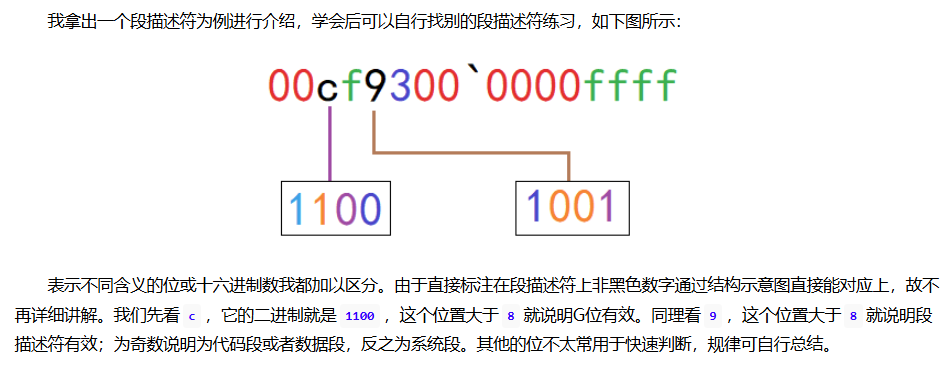 我拿出一个段描述符为例进行介绍，学会后可以自行找别的段描述符练习，如下图所示：
00cf9300`0000ffff
1100 1001
表示不同含义的位或十六进制数我都加以区分。由于直接标注在段描述符上非黑色数字通过结构示意图直接能对应上，故不
再详细讲解。我们先看 c ，它的二进制就是 1100 ，这个位置大于 8 就说明G位有效。同理看 9 ，这个位置大于 8 就说明段
描述符有效；为奇数说明为代码段或者数据段，反之为系统段。其他的位不太常用于快速判断，规律可自行总结。